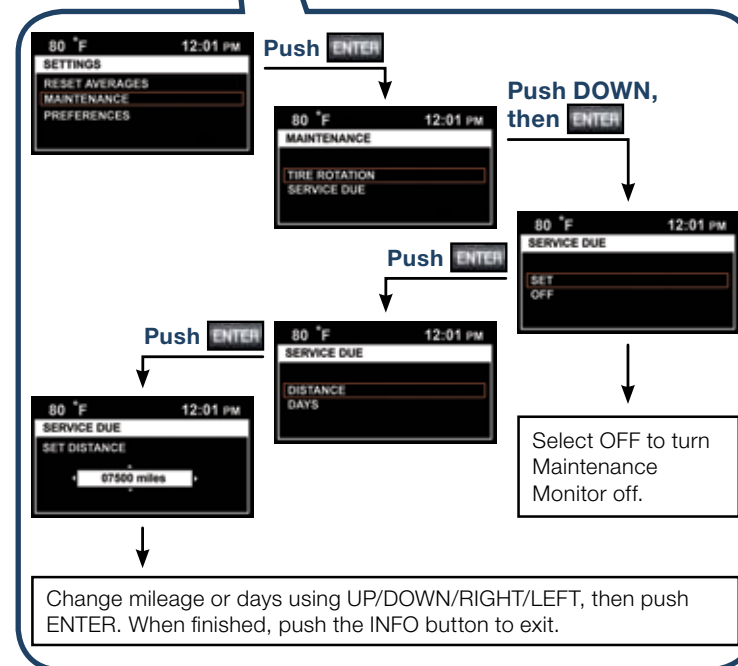 80 °F 12:01 PM
SETTINGS
RESET AVERAGES
MAINTENANCE
PREFERENCES
Push ENTER
80 °F 12:01 PM
MAINTENANCE
TIRE ROTATION
SERVICE DUE
Push DOWN,
then ENTER
80 °F 12:01 PM
SERVICE DUE
SET
OFF
Select OFF to turn
Maintenance
Monitor off.
Push ENTER
80 °F 12:01 PM
SERVICE DUE
DISTANCE
DAYS
Push ENTER
80 °F 12:01 PM
SERVICE DUE
SET DISTANCE
07500 miles
Change mileage or days using UP/DOWN/RIGHT/LEFT, then push
ENTER. When finished, push the INFO button to exit.